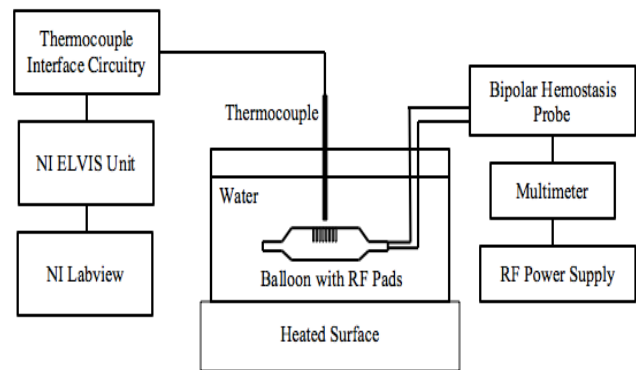 Thermocouple
Interface Circuitry
NI ELVIS Unit
NI Labview
Thermocouple
Water
Balloon with RF Pads
Heated Surface
Bipolar Hemostasis
Probe
Multimeter
RF Power Supply